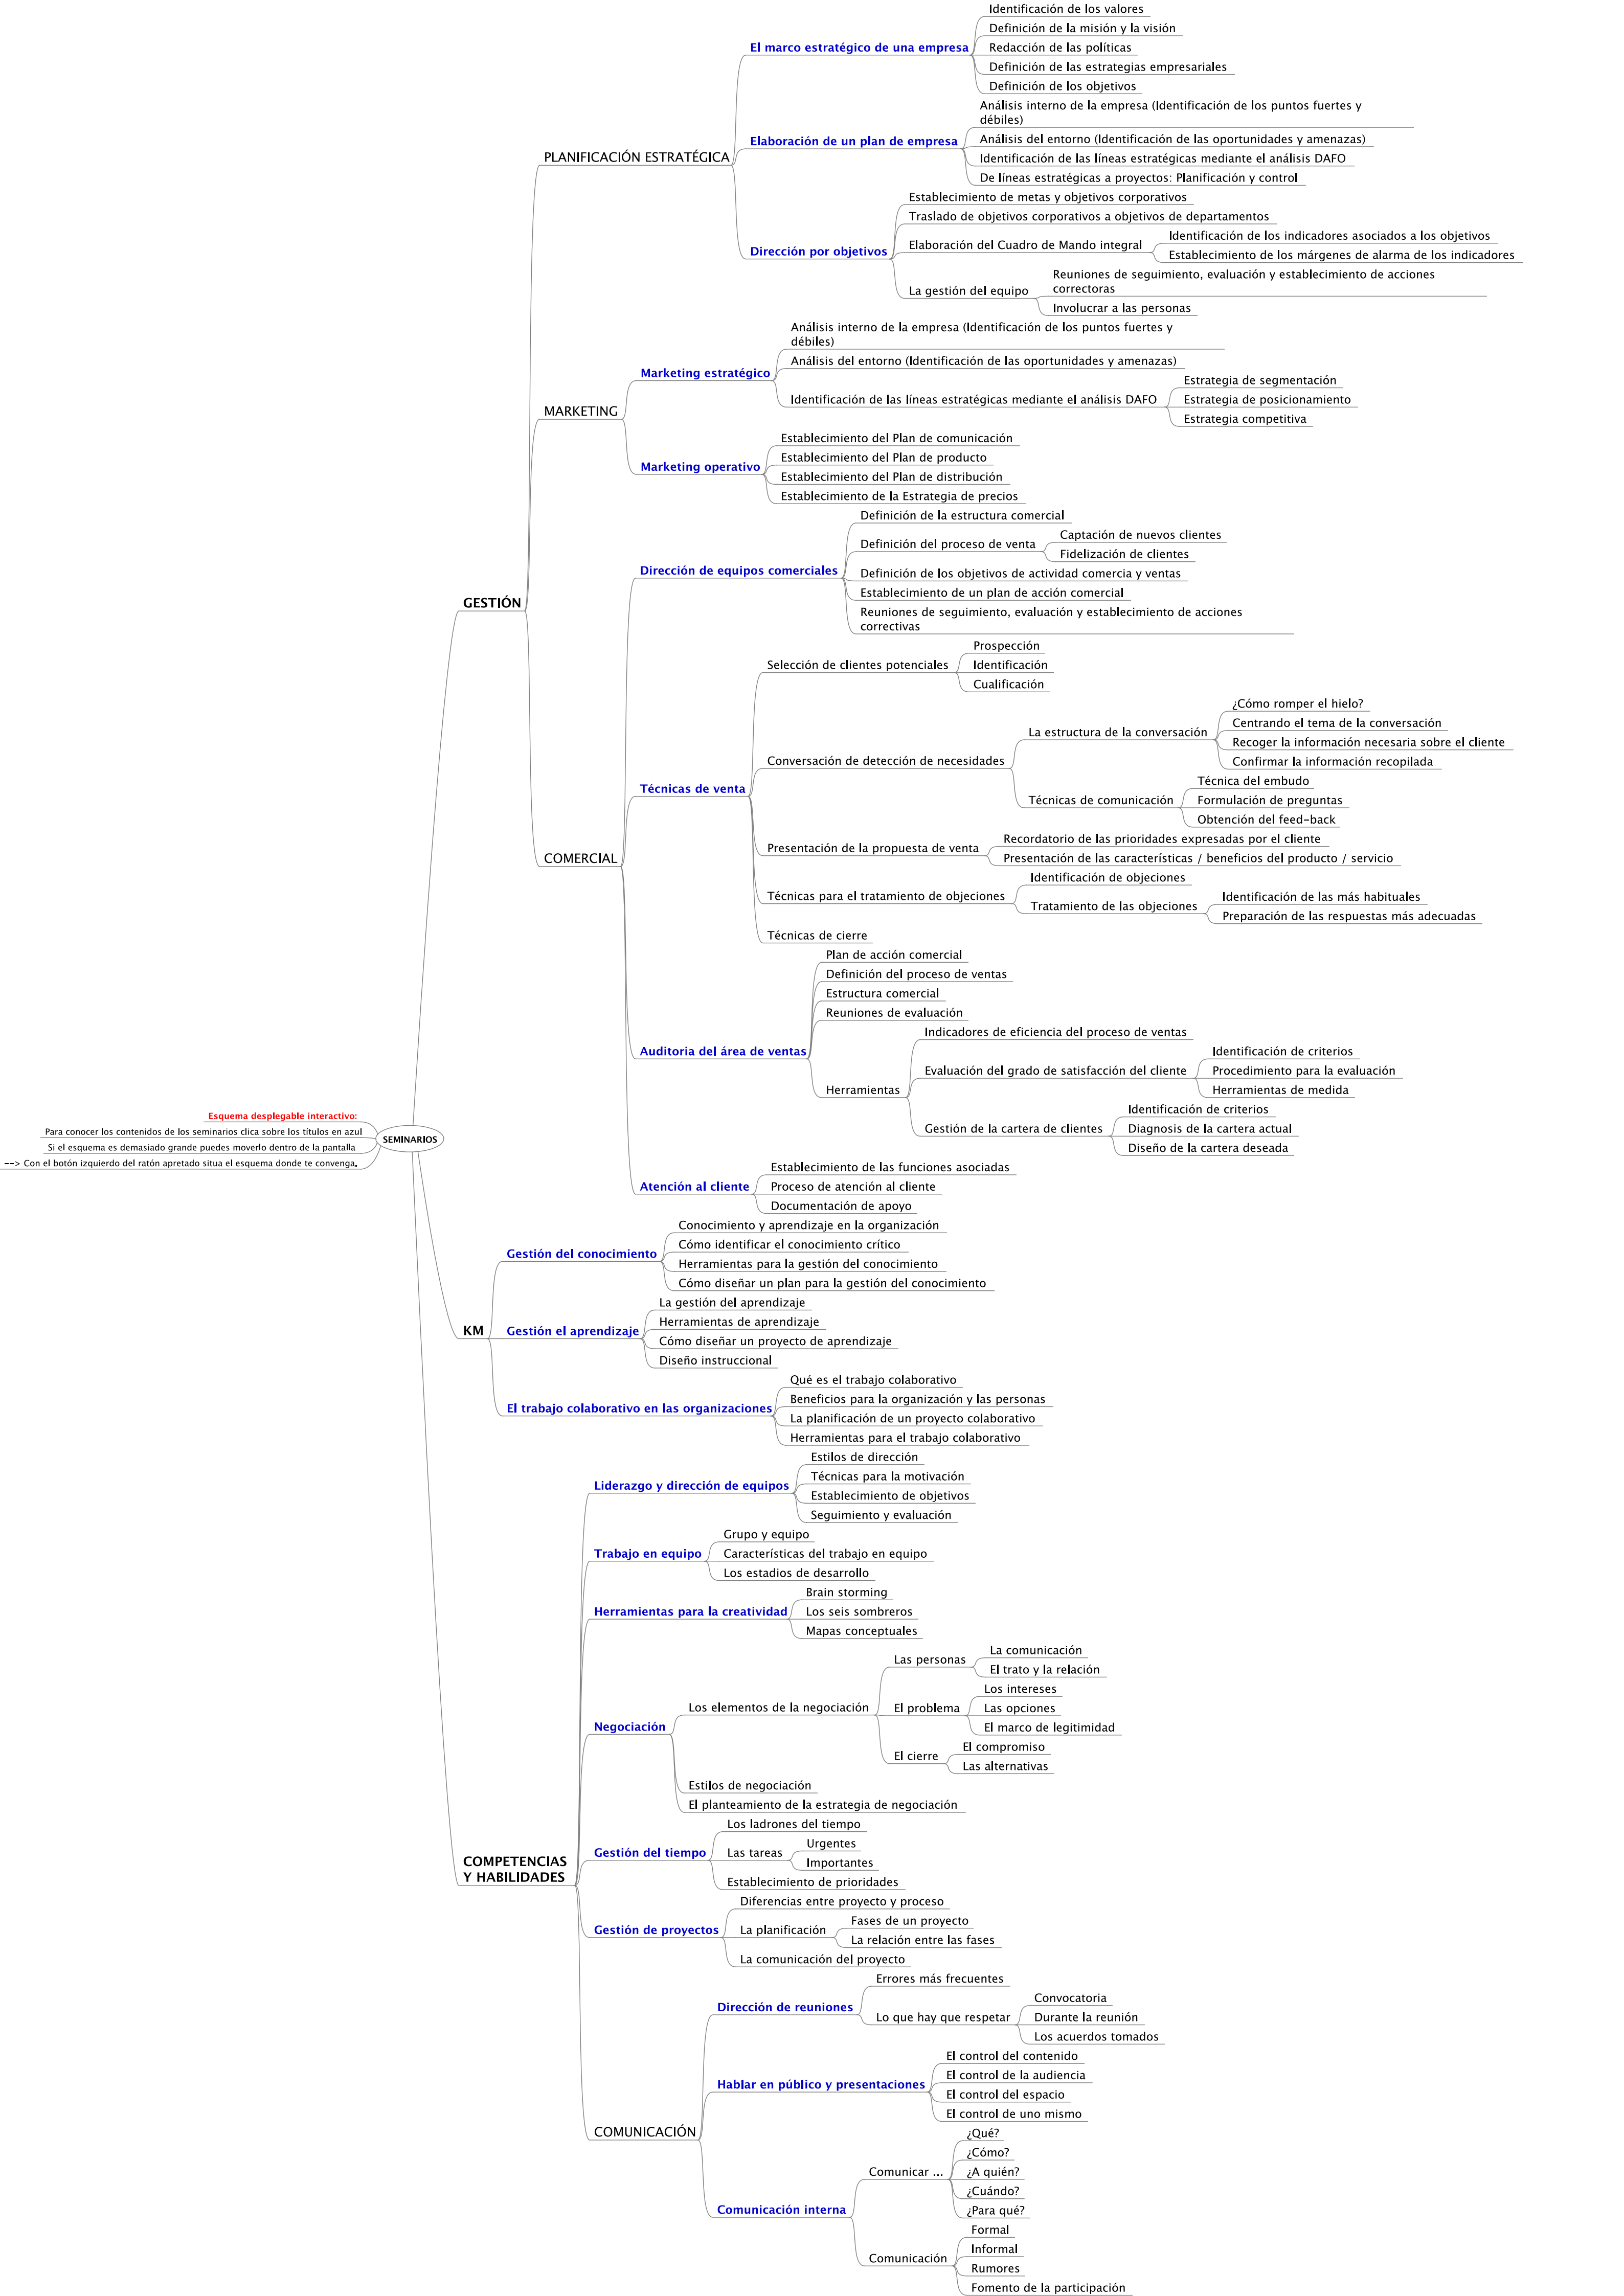 SEMINARIOS
Esquema desplegable interactivo:
Para conocer los contenidos de los seminarios clica sobre los títulos en azul
Si el esquema es demasiado grande puedes moverlo dentro de la pantalla
--> Con el botón izquierdo del ratón apretado situa el esquema donde te convenga.
GESTIÓN
PLANIFICACIÓN ESTRATÉGICA
El marco estratégico de una empresa
Identificación de los valores
Definición de la misión y la visión
Redacción de las políticas
Definición de las estrategias empresariales
Definición de los objetivos
Elaboración de un plan de empresa
Análisis interno de la empresa (Identificación de los puntos fuertes y
débiles)
Análisis del entorno (Identificación de las oportunidades y amenazas)
Identificación de las líneas estratégicas mediante el análisis DAFO
De líneas estratégicas a proyectos: Planificación y control
Dirección por objetivos
Establecimiento de metas y objetivos corporativos
Traslado de objetivos corporativos a objetivos de departamentos
Elaboración del Cuadro de Mando integral
Identificación de los indicadores asociados a los objetivos
Establecimiento de los márgenes de alarma de los indicadores
La gestión del equipo
Reuniones de seguimiento, evaluación y establecimiento de acciones
correctoras
Involucrar a las personas
MARKETING
Marketing estratégico
Análisis interno de la empresa (Identificación de los puntos fuertes y
débiles)
Análisis del entorno (Identificación de las oportunidades y amenazas)
Identificación de las líneas estratégicas mediante el análisis DAFO
Estrategia de segmentación
Estrategia de posicionamiento
Estrategia competitiva
Marketing operativo
Establecimiento del Plan de comunicación
Establecimiento del Plan de producto
Establecimiento del Plan de distribución
Establecimiento de la Estrategia de precios
COMERCIAL
Dirección de equipos comerciales
Definición de la estructura comercial
Definición del proceso de venta
Captación de nuevos clientes
Fidelización de clientes
Definición de los objetivos de actividad comercia y ventas
Establecimiento de un plan de acción comercial
Reuniones de seguimiento, evaluación y establecimiento de acciones
correctivas
Técnicas de venta
Selección de clientes potenciales
Prospección
Identificación
Cualificación
Conversación de detección de necesidades
La estructura de la conversación
¿Cómo romper el hielo?
Centrando el tema de la conversación
Recoger la información necesaria sobre el cliente
Confirmar la información recopilada
Técnicas de comunicación
Técnica del embudo
Formulación de preguntas
Obtención del feed-back
Presentación de la propuesta de venta
Recordatorio de las prioridades expresadas por el cliente
Presentación de las características / beneficios del producto / servicio
Técnicas para el tratamiento de objeciones
Identificación de objeciones
Tratamiento de las objeciones
Identificación de las más habituales
Preparación de las respuestas más adecuadas
Técnicas de cierre
Auditoria del área de ventas
Plan de acción comercial
Definición del proceso de ventas
Estructura comercial
Reuniones de evaluación
Herramientas
Indicadores de eficiencia del proceso de ventas
Evaluación del grado de satisfacción del cliente
Identificación de criterios
Procedimiento para la evaluación
Herramientas de medida
Gestión de la cartera de clientes
Identificación de criterios
Diagnosis de la cartera actual
Diseño de la cartera deseada
Atención al cliente
Establecimiento de las funciones asociadas
Proceso de atención al cliente
Documentación de apoyo
KM
Gestión del conocimiento
Conocimiento y aprendizaje en la organización
Cómo identificar el conocimiento crítico
Herramientas para la gestión del conocimiento
Cómo diseñar un plan para la gestión del conocimiento
Gestión el aprendizaje
La gestión del aprendizaje
Herramientas de aprendizaje
Cómo diseñar un proyecto de aprendizaje
Diseño instruccional
El trabajo colaborativo en las organizaciones
Qué es el trabajo colaborativo
Beneficios para la organización y las personas
La planificación de un proyecto colaborativo
Herramientas para el trabajo colaborativo
COMPETENCIAS
Y HABILIDADES
Liderazgo y dirección de equipos
Estilos de dirección
Técnicas para la motivación
Establecimiento de objetivos
Seguimiento y evaluación
Trabajo en equipo
Grupo y equipo
Características del trabajo en equipo
Los estadios de desarrollo
Herramientas para la creatividad
Brain storming
Los seis sombreros
Mapas conceptuales
Negociación
Los elementos de la negociación
Las personas
La comunicación
El trato y la relación
El problema
Los intereses
Las opciones
El marco de legitimidad
El cierre
El compromiso
Las alternativas
Estilos de negociación
El planteamiento de la estrategia de negociación
Gestión del tiempo
Los ladrones del tiempo
Las tareas
Urgentes
Importantes
Establecimiento de prioridades
Gestión de proyectos
Diferencias entre proyecto y proceso
La planificación
Fases de un proyecto
La relación entre las fases
La comunicación del proyecto
COMUNICACIÓN
Dirección de reuniones
Errores más frecuentes
Lo que hay que respetar
Convocatoria
Durante la reunión
Los acuerdos tomados
Hablar en público y presentaciones
El control del contenido
El control de la audiencia
El control del espacio
El control de uno mismo
Comunicación interna
Comunicar ...
¿Qué?
¿Cómo?
¿A quién?
¿Cuándo?
¿Para qué?
Comunicación
Formal
Informal
Rumores
Fomento de la participación